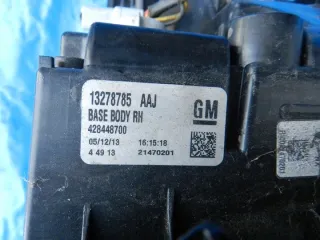 13278785 AAJ
GM
BASE BODY RH
428448700
05/12/13 16:15:18
4 49 13 21470201